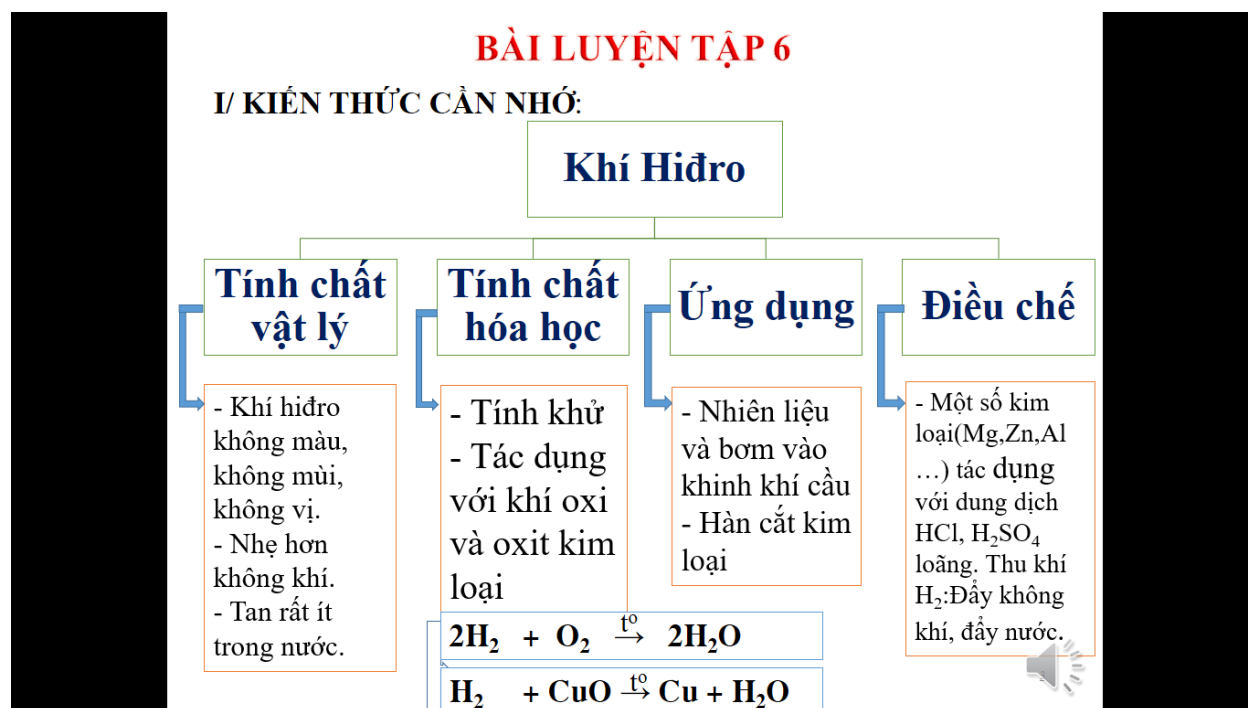 BÀI LUYỆN TẬP 6
I/ KIẾN THỨC CẦN NHỚ:
Khí Hiđro
Tính chất
vật lý
- Khí hiđro
không màu,
không mùi,
không vị.
- Nhẹ hơn
không khí.
- Tan rất ít
trong nước.
Tính chất
hóa học
- Tính khử
- Tác dụng
với khí oxi
và oxit kim
loại
2H₂ + O₂ →(tº) 2H₂O
H₂ + CuO →(tº) Cu + H₂O
Ứng dụng
- Nhiên liệu
và bơm vào
khinh khí cầu
- Hàn cắt kim
loại
Điều chế
- Một số kim
loại(Mg,Zn,Al
…) tác dụng
với dung dịch
HCl, H₂SO₄
loãng. Thu khí
H₂:Đẩy không
khí, đẩy nước.